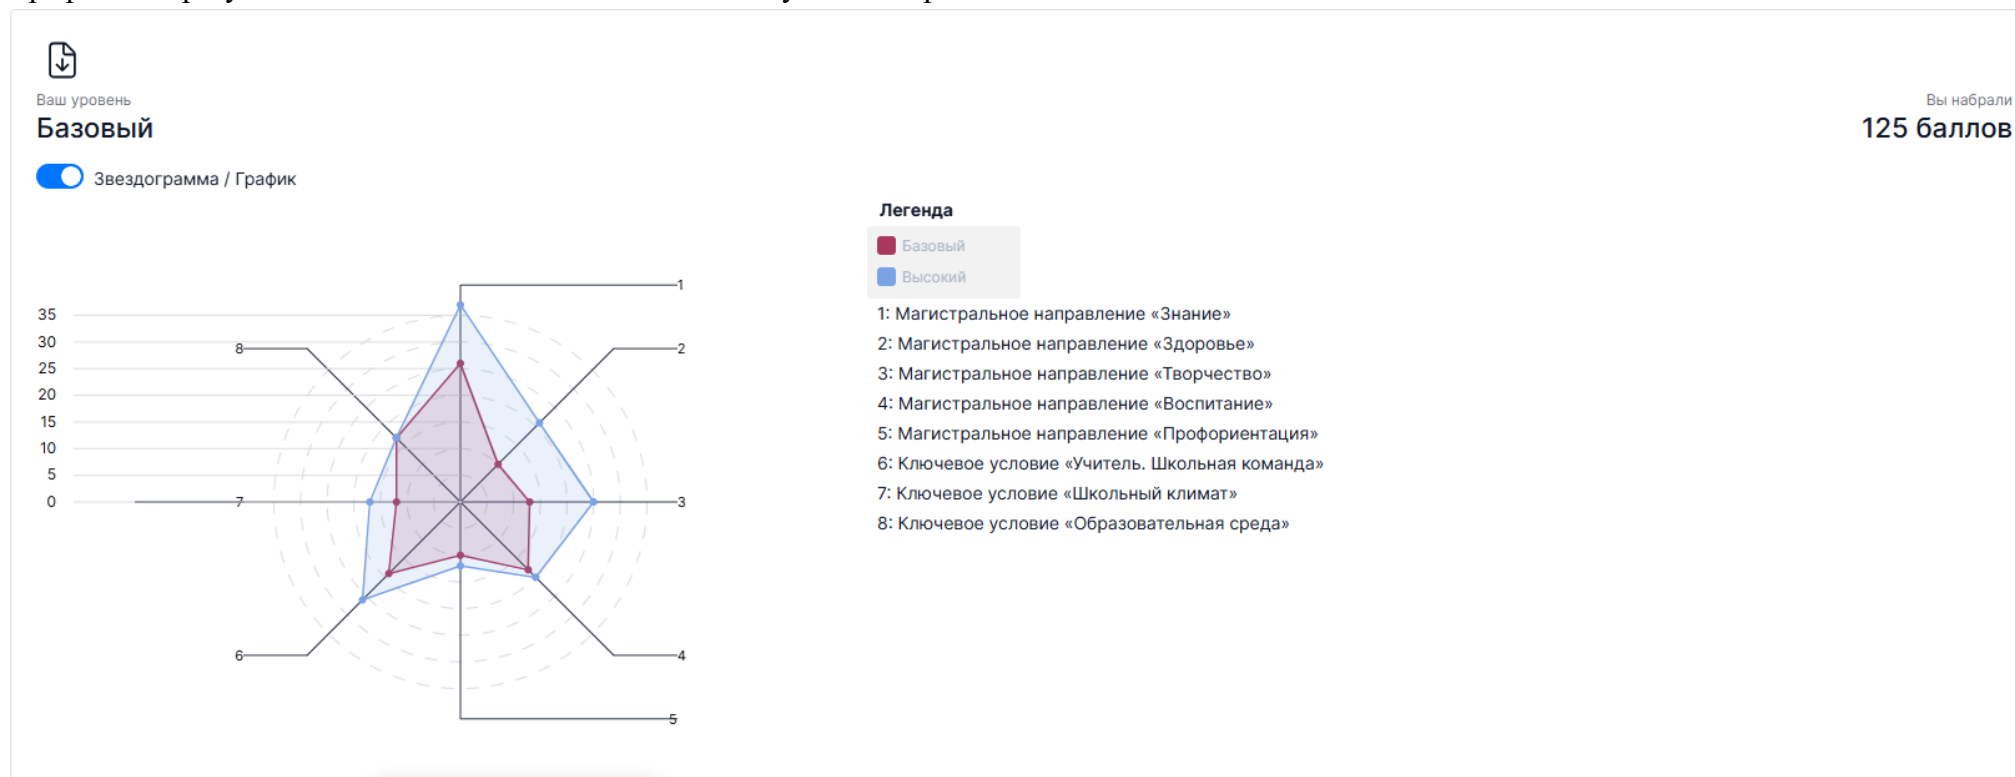 Ваш уровень
Базовый
Вы набрали
125 баллов
Звездограмма / График
35
30
25
20
15
10
5
0
1
2
3
4
5
6
7
8
Легенда
Базовый
Высокий
1: Магистральное направление «Знание»
2: Магистральное направление «Здоровье»
3: Магистральное направление «Творчество»
4: Магистральное направление «Воспитание»
5: Магистральное направление «Профориентация»
6: Ключевое условие «Учитель. Школьная команда»
7: Ключевое условие «Школьный климат»
8: Ключевое условие «Образовательная среда»